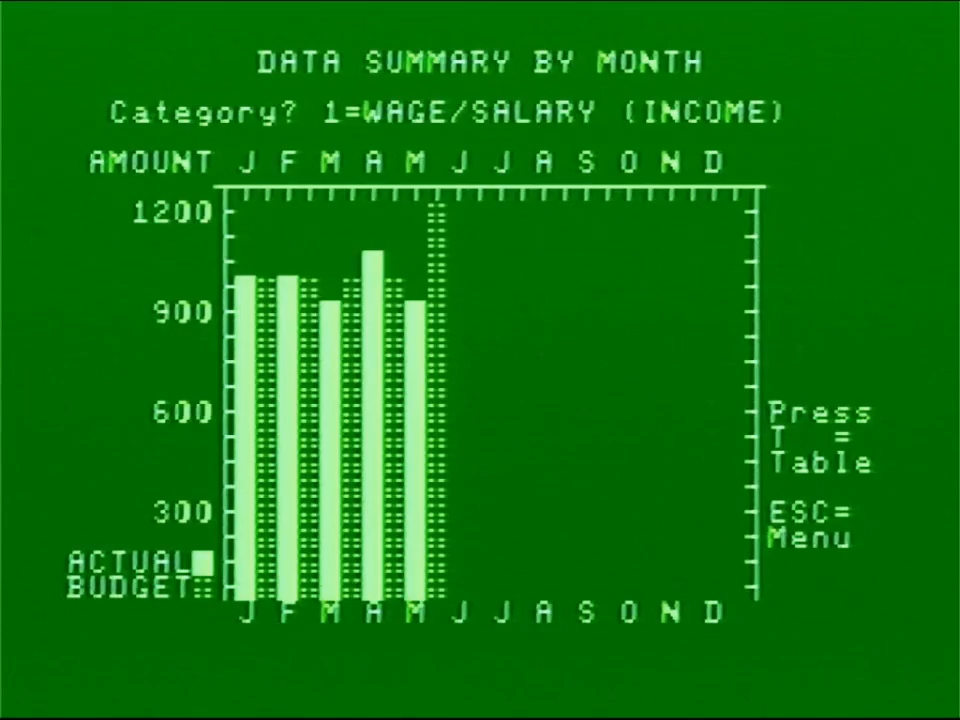 DATA SUMMARY BY MONTH
Category? 1=WAGE/SALARY (INCOME)
AMOUNT J F M A M J J A S O N D
1200
900
600
300
ACTUAL
BUDGET
J F M A M J J A S O N D
Press
T =
Table
ESC=
Menu